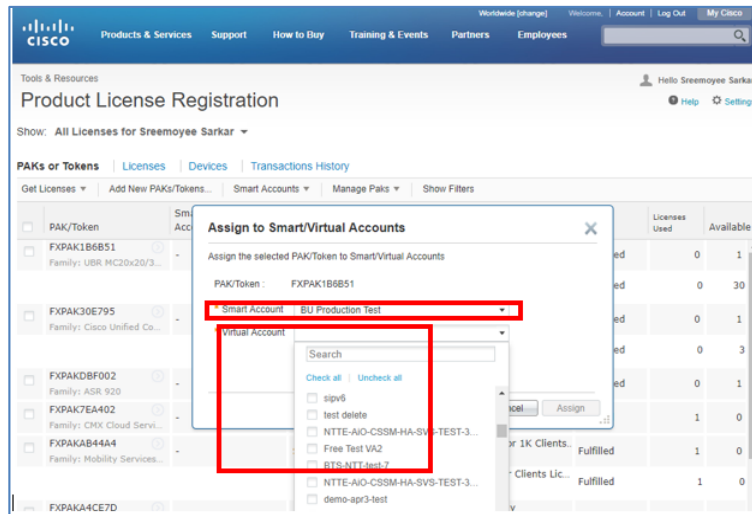 Worldwide [change] Welcome, | Account | Log Out My Cisco
CISCO Products & Services Support How to Buy Training & Events Partners Employees
Tools & Resources
Hello Sreemoyee Sarka
Product License Registration
Help Setting
Show: All Licenses for Sreemoyee Sarkar
PAKs or Tokens | Licenses | Devices | Transactions History
Get Licenses Add New PAKs/Tokens... Smart Accounts Manage Paks Show Filters
PAK/Token
Licenses Used
Available
FXPAK1B6B51
Family: UBR MC20x20/3...
-
ed 0 1
ed 0 30
FXPAK30E795
Family: Cisco Unified Co...
-
ed 0 1
ed 0 3
FXPAKDBF002
Family: ASR 920
-
ed 0 1
FXPAK7EA402
Family: CMX Cloud Servi...
1 0
FXPAKAB44A4
Family: Mobility Services...
-
or 1K Clients.. Fulfilled 1 0
Clients Lic... Fulfilled 1 0
FXPAKA4CE7D
Assign to Smart/Virtual Accounts
Assign the selected PAK/Token to Smart/Virtual Accounts
PAK/Token : FXPAK1B6B51
* Smart Account BU Production Test
* Virtual Account
Search
Check all | Uncheck all
sipv6
test delete
NTTE-AiO-CSSM-HA-SVS-TEST-3...
Free Test VA2
BTS-NTT-test-7
NTTE-AiO-CSSM-HA-SVS-TEST-3...
demo-apr3-test
Assign